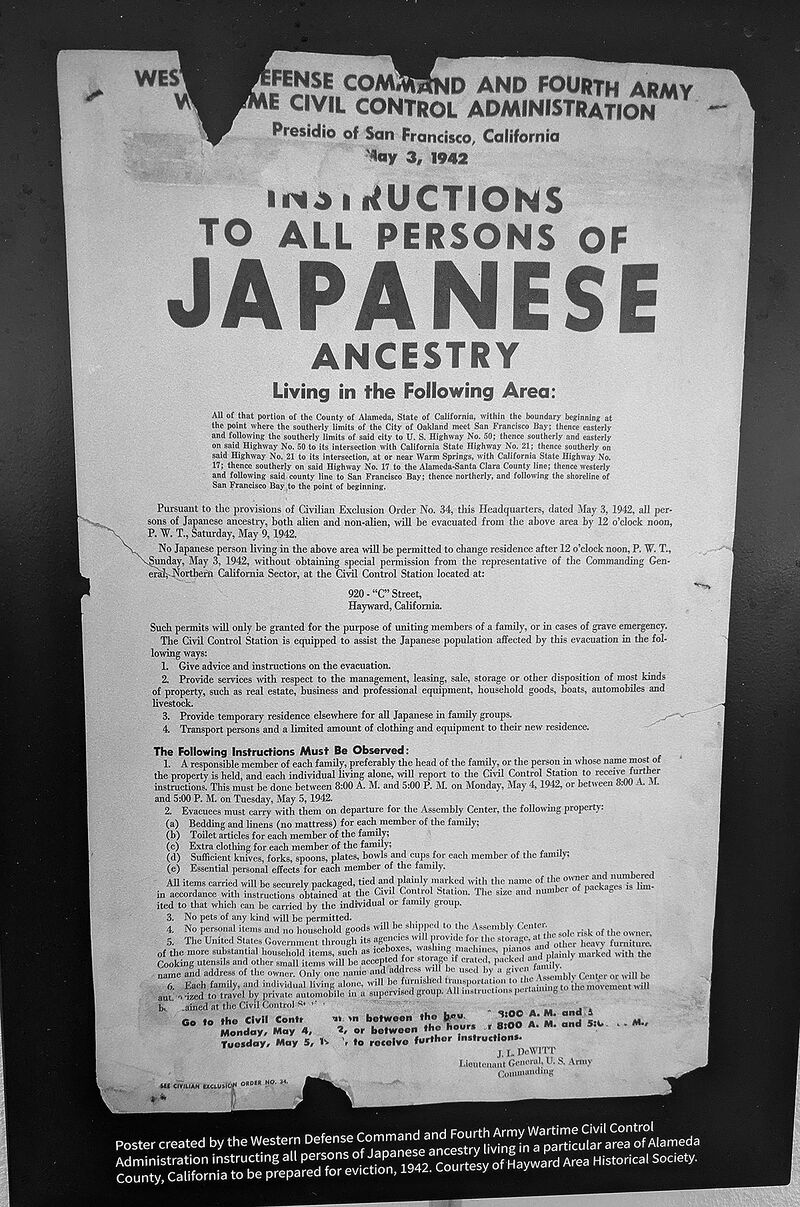 WES EFENSE COMMAND AND FOURTH ARMY
W ME CIVIL CONTROL ADMINISTRATION
Presidio of San Francisco, California
May 3, 1942
INSTRUCTIONS
TO ALL PERSONS OF
JAPANESE
ANCESTRY
Living in the Following Area:
All of that portion of the County of Alameda, State of California, within the boundary beginning at
the point where the southerly limits of the City of Oakland meet San Francisco Bay; thence easterly
and following the southerly limits of said city to U. S. Highway No. 50; thence southerly and easterly
on said Highway No. 50 to its intersection with California State Highway No. 21; thence southerly on
said Highway No. 21 to its intersection, at or near Warm Springs, with California State Highway No.
17; thence southerly on said Highway No. 17 to the Alameda-Santa Clara County line; thence westerly
and following said county line to San Francisco Bay; thence northerly, and following the shoreline of
San Francisco Bay to the point of beginning.
Pursuant to the provisions of Civilian Exclusion Order No. 34, this Headquarters, dated May 3, 1942, all per-
sons of Japanese ancestry, both alien and non-alien, will be evacuated from the above area by 12 o'clock noon,
P. W. T., Saturday, May 9, 1942.
No Japanese person living in the above area will be permitted to change residence after 12 o'clock noon, P. W. T.,
Sunday, May 3, 1942, without obtaining special permission from the representative of the Commanding Gen-
eral, Northern California Sector, at the Civil Control Station located at:
920 - "C" Street,
Hayward, California.
Such permits will only be granted for the purpose of uniting members of a family, or in cases of grave emergency.
The Civil Control Station is equipped to assist the Japanese population affected by this evacuation in the fol-
lowing ways:
1. Give advice and instructions on the evacuation.
2. Provide services with respect to the management, leasing, sale, storage or other disposition of most kinds
of property, such as real estate, business and professional equipment, household goods, boats, automobiles and
livestock.
3. Provide temporary residence elsewhere for all Japanese in family groups.
4. Transport persons and a limited amount of clothing and equipment to their new residence.
The Following Instructions Must Be Observed:
1. A responsible member of each family, preferably the head of the family, or the person in whose name most of
the property is held, and each individual living alone, will report to the Civil Control Station to receive further
instructions. This must be done between 8:00 A. M. and 5:00 P. M. on Monday, May 4, 1942, or between 8:00 A. M.
and 5:00 P. M. on Tuesday, May 5, 1942.
2. Evacuees must carry with them on departure for the Assembly Center, the following property:
(a) Bedding and linens (no mattress) for each member of the family;
(b) Toilet articles for each member of the family;
(c) Extra clothing for each member of the family;
(d) Sufficient knives, forks, spoons, plates, bowls and cups for each member of the family;
(e) Essential personal effects for each member of the family.
All items carried will be securely packaged, tied and plainly marked with the name of the owner and numbered
in accordance with instructions obtained at the Civil Control Station. The size and number of packages is lim-
ited to that which can be carried by the individual or family group.
3. No pets of any kind will be permitted.
4. No personal items and no household goods will be shipped to the Assembly Center.
5. The United States Government through its agencies will provide for the storage, at the sole risk of the owner,
of the more substantial household items, such as iceboxes, washing machines, pianos and other heavy furniture.
Cooking utensils and other small items will be accepted for storage if crated, packed and plainly marked with the
name and address of the owner. Only one name and address will be used by a given family.
6. Each family, and individual living alone, will be furnished transportation to the Assembly Center or will be
aut ized to travel by private automobile in a supervised group. All instructions pertaining to the movement will
b ained at the Civil Control
Go to the Civil Contr n between the 8:00 A. M. and
Monday, May 4, 2, or between the hours 8:00 A. M. and M.,
Tuesday, May 5, to receive further instructions.
J. L. DeWITT
Lieutenant General, U. S. Army
Commanding
SEE CIVILIAN EXCLUSION ORDER NO. 34.
Poster created by the Western Defense Command and Fourth Army Wartime Civil Control
Administration instructing all persons of Japanese ancestry living in a particular area of Alameda
County, California to be prepared for eviction, 1942. Courtesy of Hayward Area Historical Society.